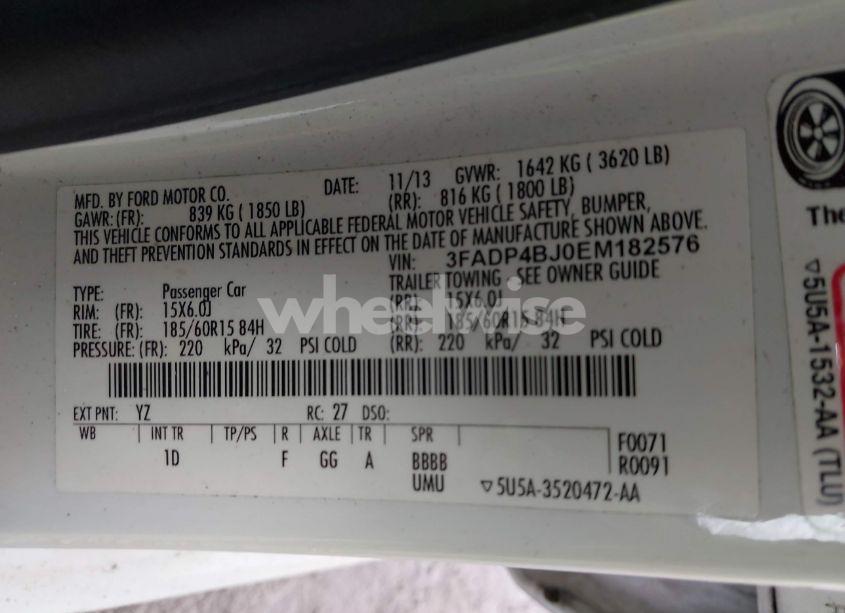 MFD. BY FORD MOTOR CO. DATE: 11/13 GVWR: 1642 KG ( 3620 LB)
GAWR: (FR): 839 KG ( 1850 LB) (RR): 816 KG ( 1800 LB)
THIS VEHICLE CONFORMS TO ALL APPLICABLE FEDERAL MOTOR VEHICLE SAFETY, BUMPER,
AND THEFT PREVENTION STANDARDS IN EFFECT ON THE DATE OF MANUFACTURE SHOWN ABOVE.
VIN: 3FADP4BJ0EM182576
TYPE: Passenger Car TRAILER TOWING - SEE OWNER GUIDE
RIM: (FR): 15X6.0J (RR): 15X6.0J
TIRE: (FR): 185/60R15 84H (RR): 185/60R15 84H
PRESSURE: (FR): 220 kPa/ 32 PSI COLD (RR): 220 kPa/ 32 PSI COLD
EXT PNT: YZ RC: 27 DSO:
WB INT TR TP/PS R AXLE TR SPR F0071
1D F GG A BBBB R0091
UMU ▽5U5A-3520472-AA
wheelwise
The
▽5U5A-1532-AA (TLU)